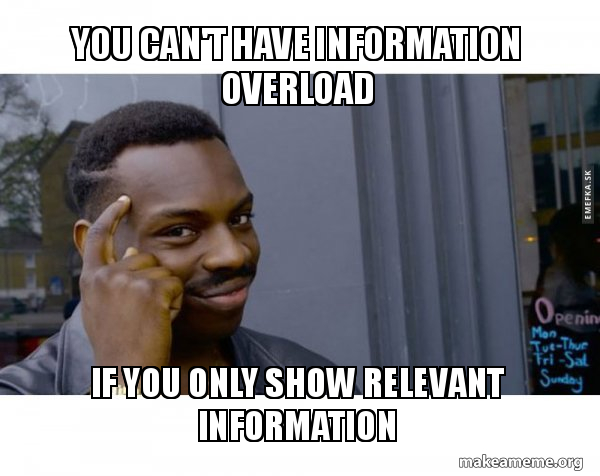 YOU CAN'T HAVE INFORMATION
OVERLOAD
EMEFKA.SK
Openin
Mon
Tue-Thur
Fri -Sat
Sunday
IF YOU ONLY SHOW RELEVANT
INFORMATION
makeameme.org